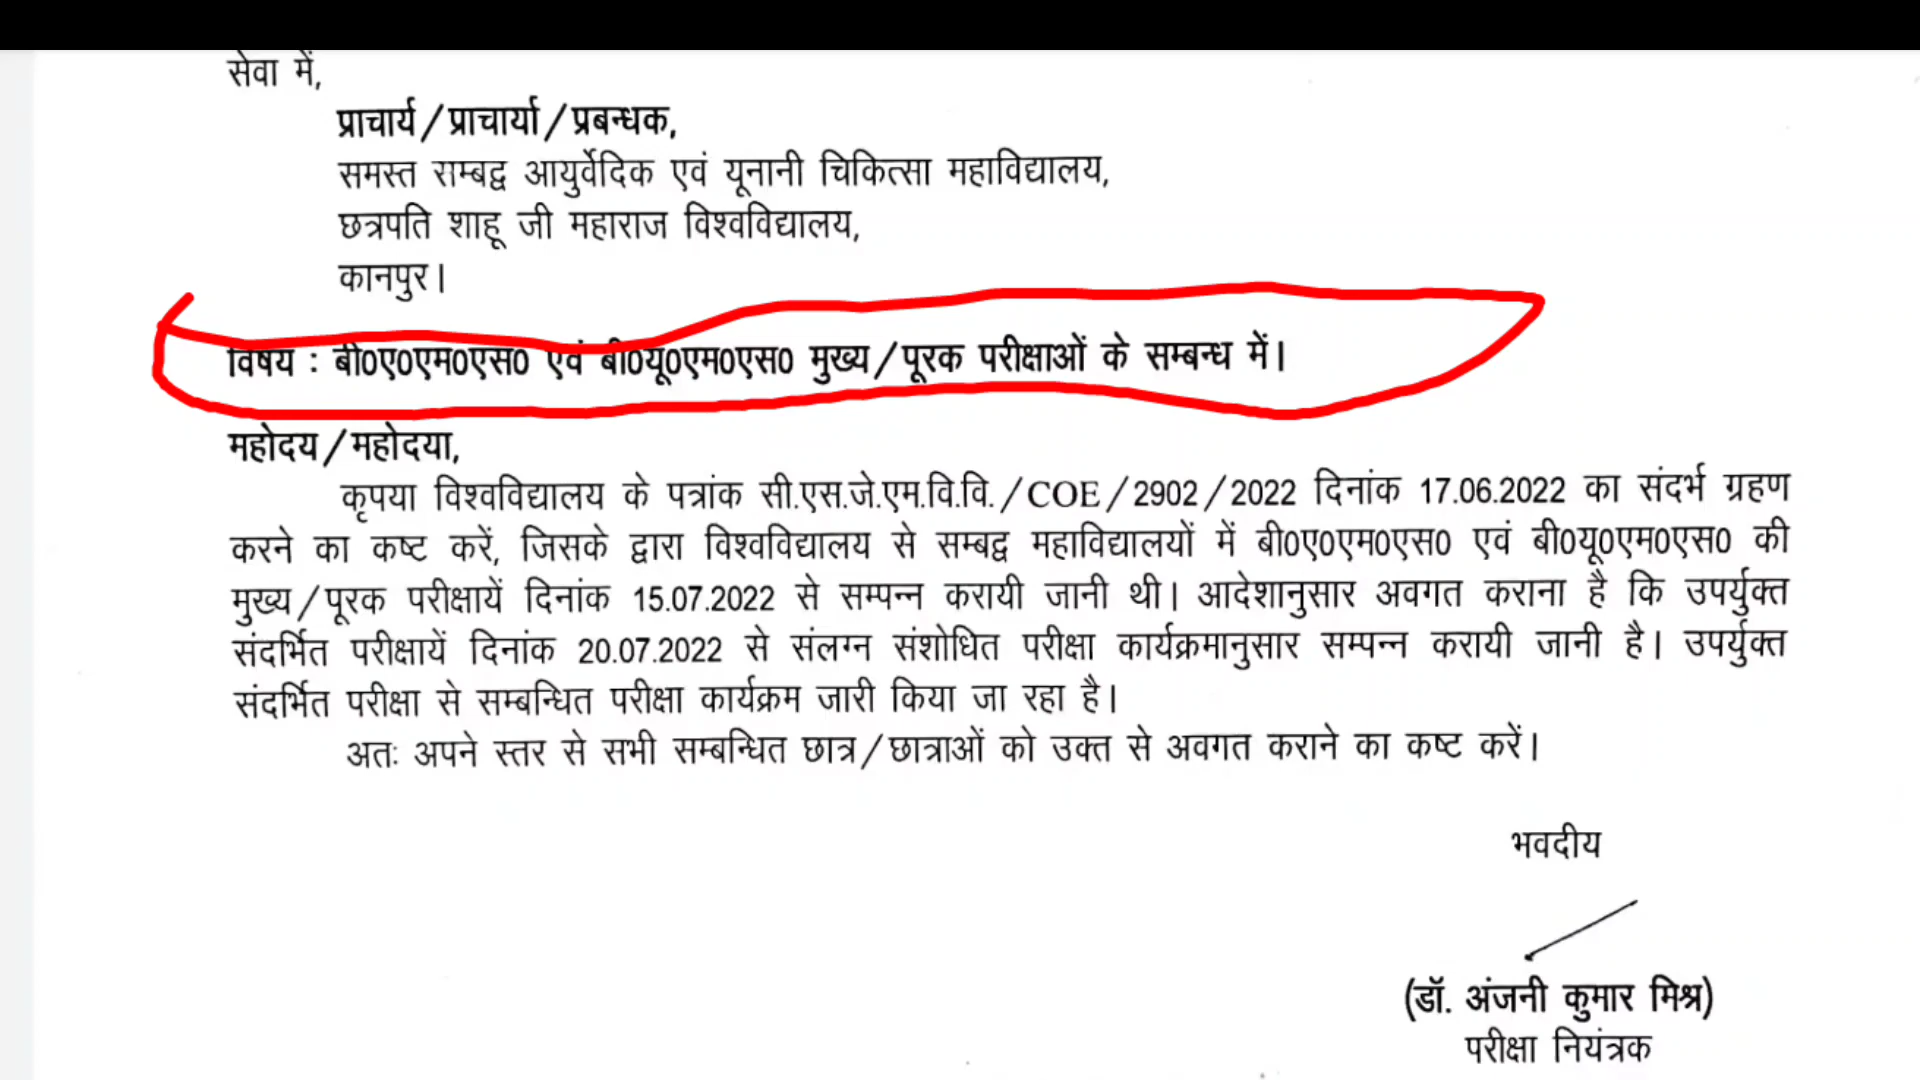 सेवा में,
प्राचार्य/प्राचार्या/प्रबन्धक,
समस्त सम्बद्व आयुर्वेदिक एवं यूनानी चिकित्सा महाविद्यालय,
छत्रपति शाहू जी महाराज विश्वविद्यालय,
कानपुर।
विषय : बी0ए0एम0एस0 एवं बी0यू0एम0एस0 मुख्य/पूरक परीक्षाओं के सम्बन्ध में।
महोदय/महोदया,
कृपया विश्वविद्यालय के पत्रांक सी.एस.जे.एम.वि.वि./COE/2902/2022 दिनांक 17.06.2022 का संदर्भ ग्रहण
करने का कष्ट करें, जिसके द्वारा विश्वविद्यालय से सम्बद्व महाविद्यालयों में बी0ए0एम0एस0 एवं बी0यू0एम0एस0 की
मुख्य/पूरक परीक्षायें दिनांक 15.07.2022 से सम्पन्न करायी जानी थी। आदेशानुसार अवगत कराना है कि उपर्युक्त
संदर्भित परीक्षायें दिनांक 20.07.2022 से संलग्न संशोधित परीक्षा कार्यक्रमानुसार सम्पन्न करायी जानी है। उपर्युक्त
संदर्भित परीक्षा से सम्बन्धित परीक्षा कार्यक्रम जारी किया जा रहा है।
अतः अपने स्तर से सभी सम्बन्धित छात्र/छात्राओं को उक्त से अवगत कराने का कष्ट करें।
भवदीय
(डॉ. अंजनी कुमार मिश्र)
परीक्षा नियंत्रक